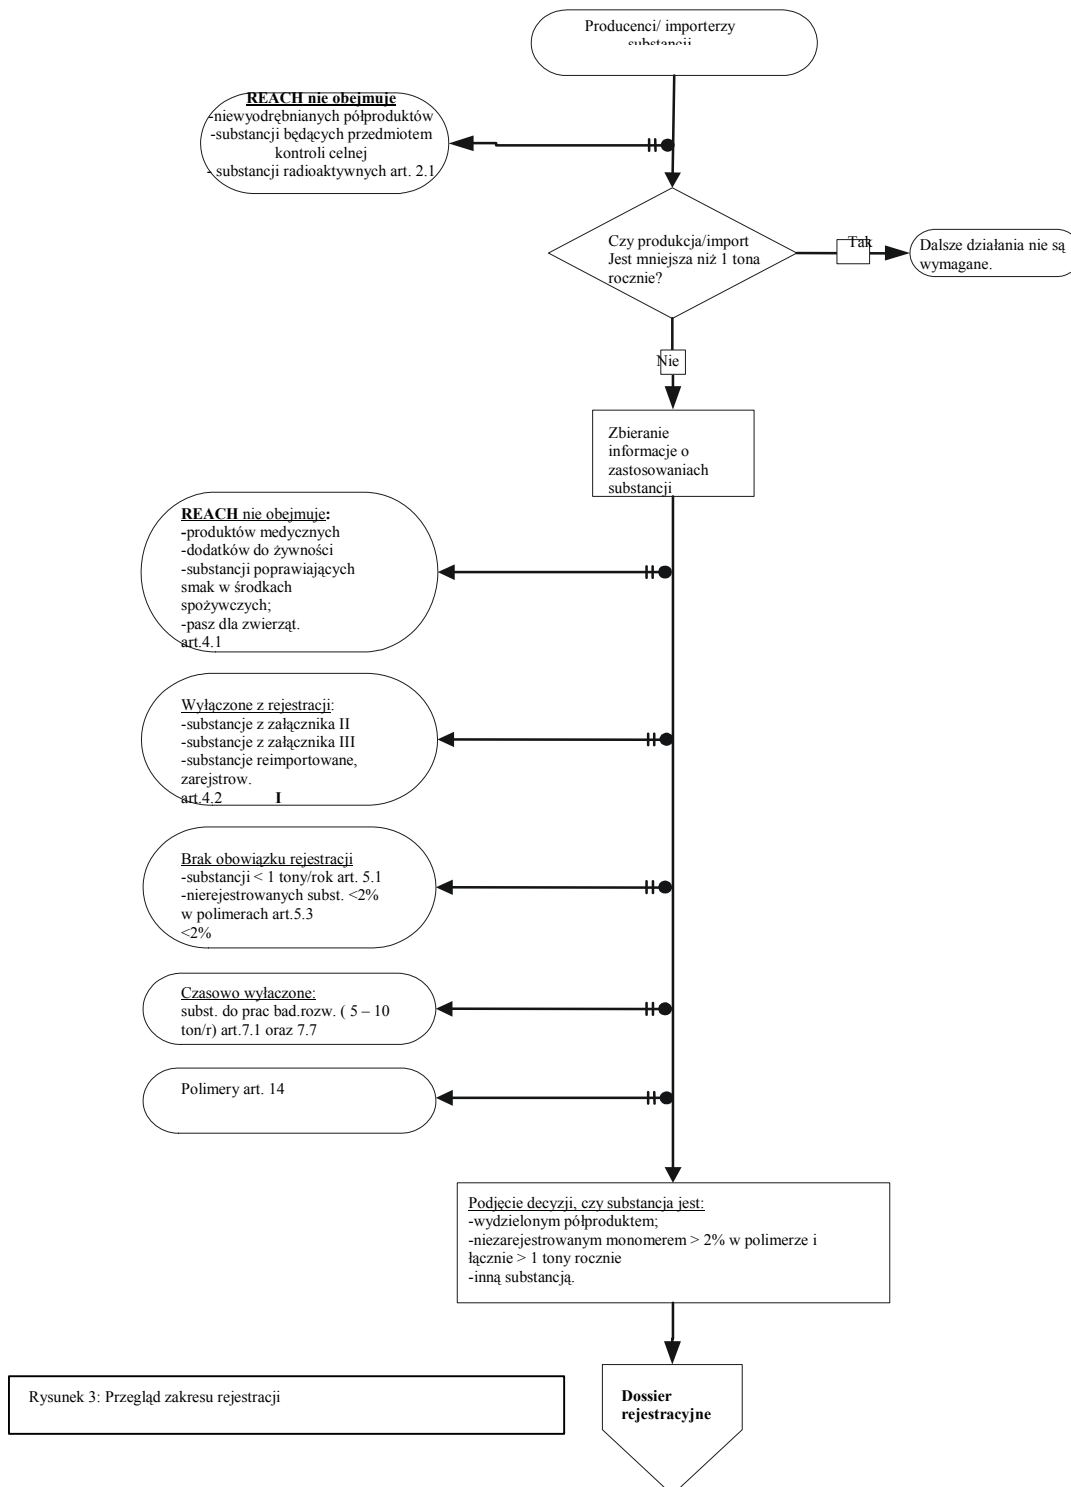 Producenci/ importerzy
substancji
REACH nie obejmuje
-niewyodrębnianych półproduktów
-substancji będących przedmiotem
kontroli celnej
- substancji radioaktywnych art. 2.1
Czy produkcja/import
Jest mniejsza niż 1 tona
rocznie?
Tak
Dalsze działania nie są
wymagane.
Nie
Zbieranie
informacje o
zastosowaniach
substancji
REACH nie obejmuje:
-produktów medycznych
-dodatków do żywności
-substancji poprawiających
smak w środkach
spożywczych;
-pasz dla zwierząt.
art.4.1
Wyłączone z rejestracji:
-substancje z załącznika II
-substancje z załącznika III
-substancje reimportowane,
zarejstrow.
art.4.2 I
Brak obowiązku rejestracji
-substancji < 1 tony/rok art. 5.1
-nierejestrowanych subst. <2%
w polimerach art.5.3
<2%
Czasowo wyłaczone:
subst. do prac bad.rozw. ( 5 – 10
ton/r) art.7.1 oraz 7.7
Polimery art. 14
Podjęcie decyzji, czy substancja jest:
-wydzielonym półproduktem;
-niezarejestrowanym monomerem > 2% w polimerze i
łącznie > 1 tony rocznie
-inną substancją.
Rysunek 3: Przegląd zakresu rejestracji
Dossier
rejestracyjne